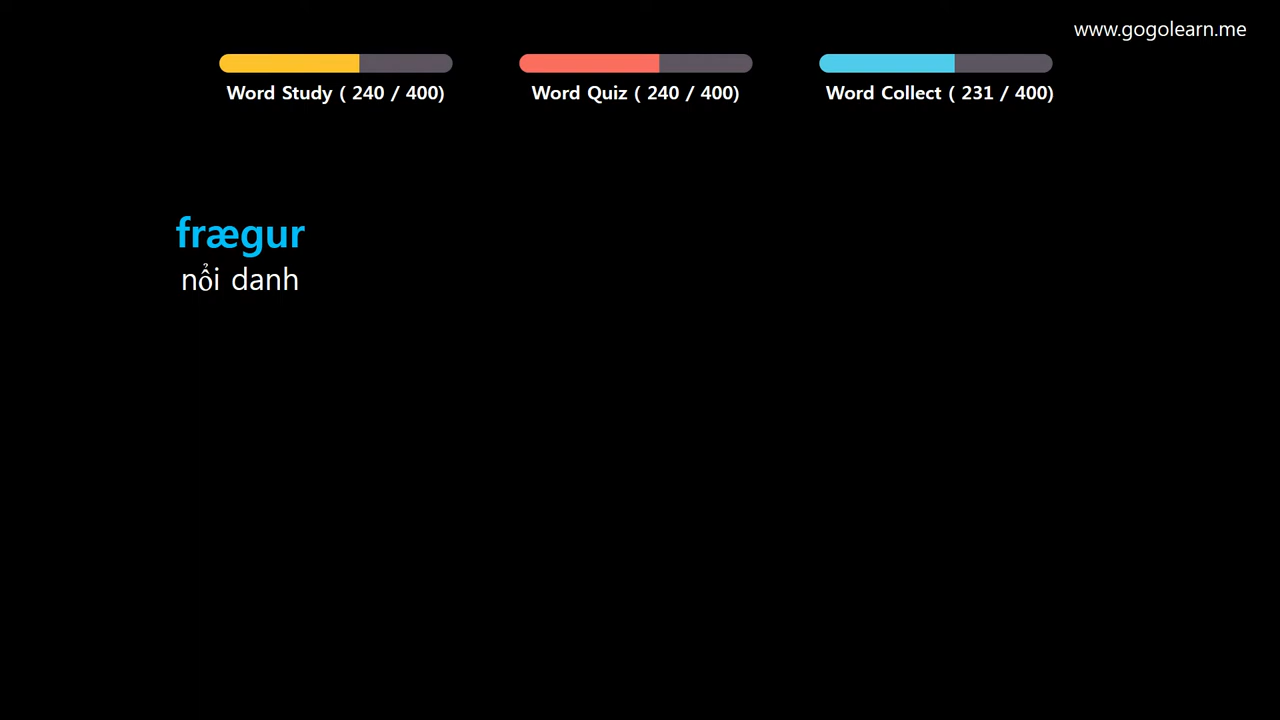 www.gogolearn.me
Word Study ( 240 / 400)
Word Quiz ( 240 / 400)
Word Collect ( 231 / 400)
frægur
nổi danh